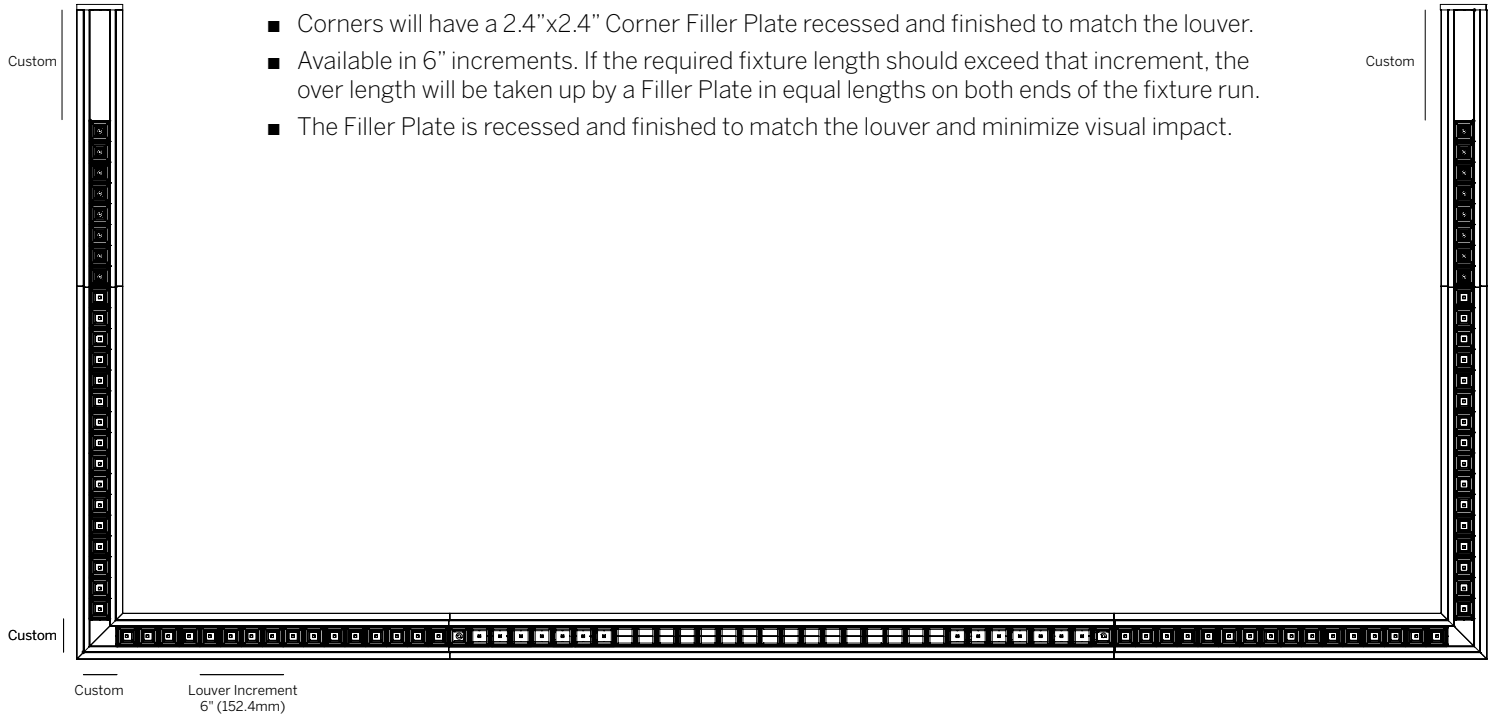 ■ Corners will have a 2.4”x2.4” Corner Filler Plate recessed and finished to match the louver.
■ Available in 6” increments. If the required fixture length should exceed that increment, the
over length will be taken up by a Filler Plate in equal lengths on both ends of the fixture run.
■ The Filler Plate is recessed and finished to match the louver and minimize visual impact.
Custom
Custom
Custom
Custom
Louver Increment
6" (152.4mm)